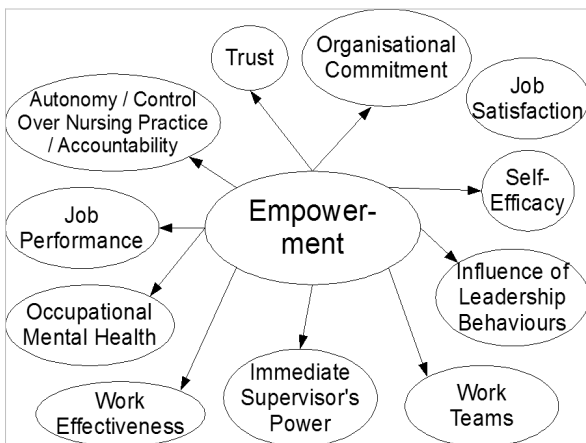 Trust
Organisational
Commitment
Job
Satisfaction
Autonomy / Control
Over Nursing Practice
/ Accountability
Self-
Efficacy
Empower-
ment
Job
Performance
Influence of
Leadership
Behaviours
Occupational
Mental Health
Immediate
Supervisor's
Power
Work
Teams
Work
Effectiveness